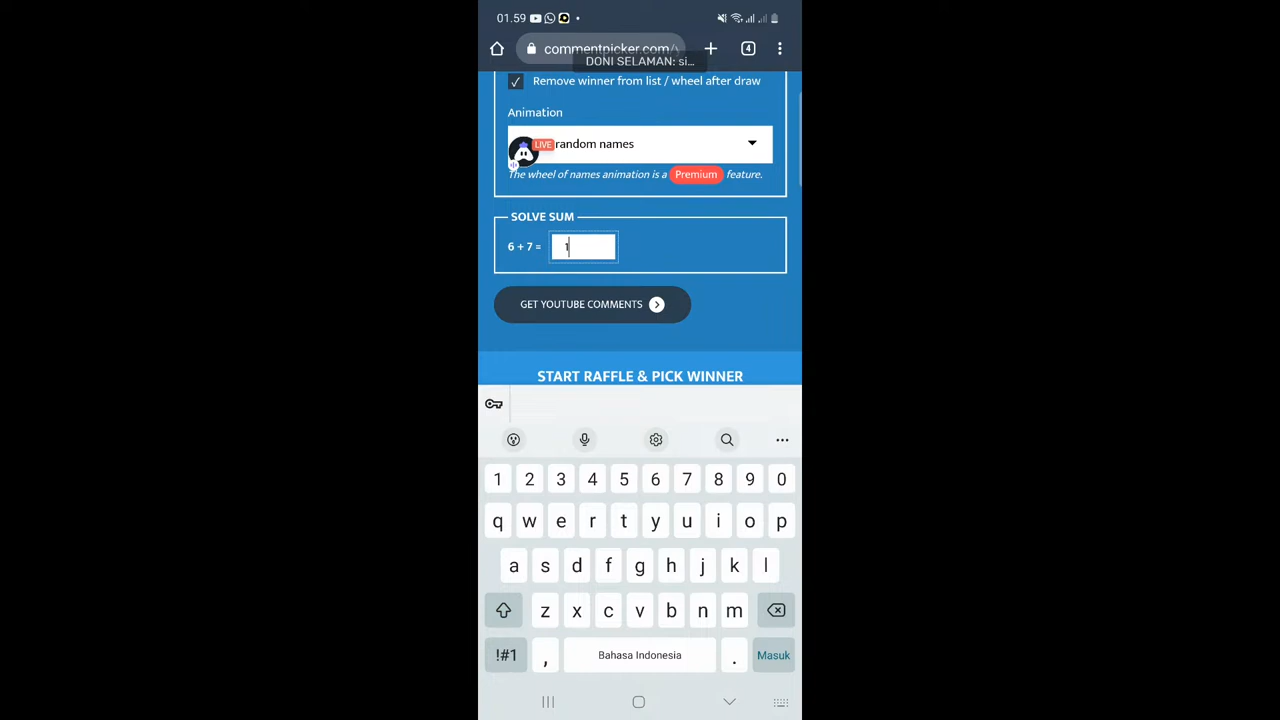 01.59
commentpicker.com/
4
DONI SELAMAN: si...
Remove winner from list / wheel after draw
Animation
LIVE random names
The wheel of names animation is a Premium feature.
SOLVE SUM
6 + 7 = 1
GET YOUTUBE COMMENTS
START RAFFLE & PICK WINNER
1 2 3 4 5 6 7 8 9 0
q w e r t y u i o p
a s d f g h j k l
z x c v b n m
!#1 , Bahasa Indonesia . Masuk